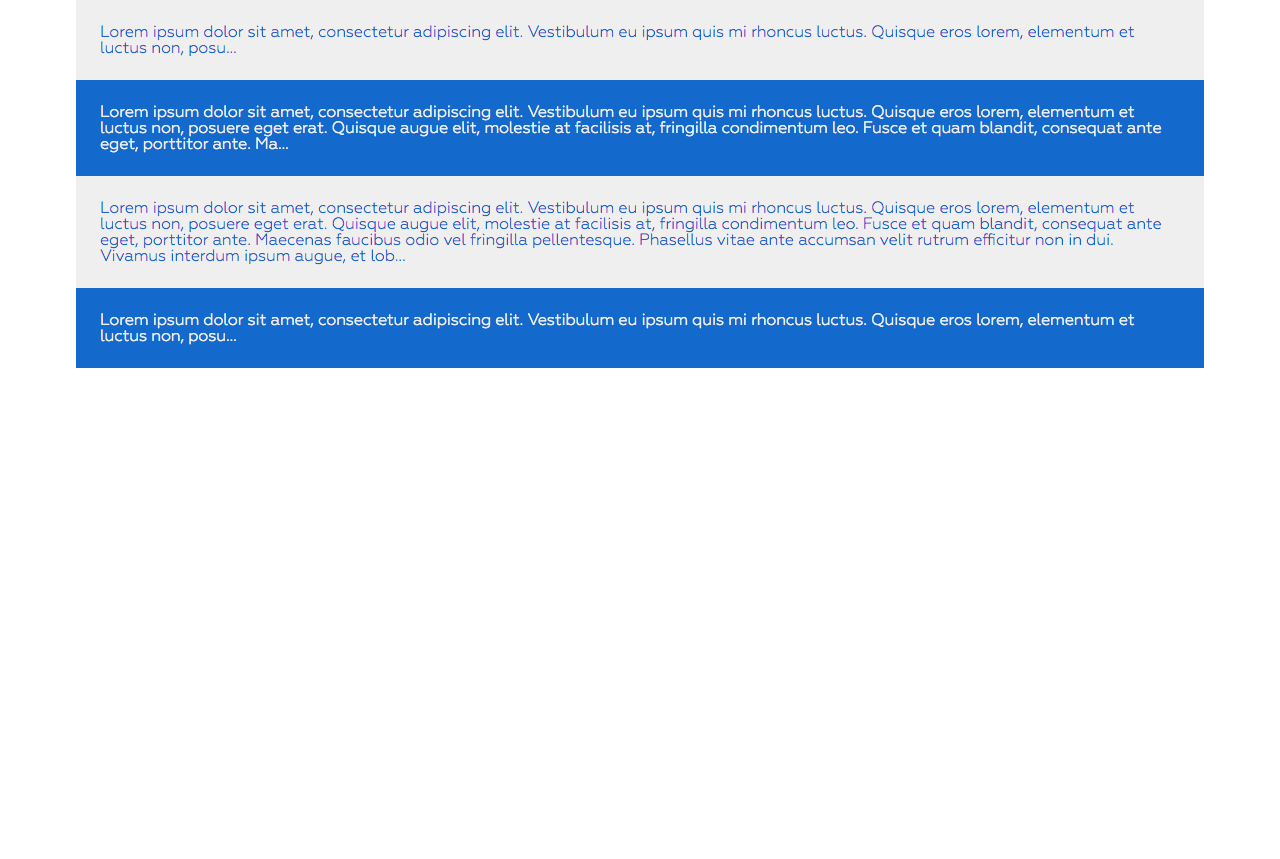 Lorem ipsum dolor sit amet, consectetur adipiscing elit. Vestibulum eu ipsum quis mi rhoncus luctus. Quisque eros lorem, elementum et
luctus non, posu...
Lorem ipsum dolor sit amet, consectetur adipiscing elit. Vestibulum eu ipsum quis mi rhoncus luctus. Quisque eros lorem, elementum et
luctus non, posuere eget erat. Quisque augue elit, molestie at facilisis at, fringilla condimentum leo. Fusce et quam blandit, consequat ante
eget, porttitor ante. Ma...
Lorem ipsum dolor sit amet, consectetur adipiscing elit. Vestibulum eu ipsum quis mi rhoncus luctus. Quisque eros lorem, elementum et
luctus non, posuere eget erat. Quisque augue elit, molestie at facilisis at, fringilla condimentum leo. Fusce et quam blandit, consequat ante
eget, porttitor ante. Maecenas faucibus odio vel fringilla pellentesque. Phasellus vitae ante accumsan velit rutrum efficitur non in dui.
Vivamus interdum ipsum augue, et lob...
Lorem ipsum dolor sit amet, consectetur adipiscing elit. Vestibulum eu ipsum quis mi rhoncus luctus. Quisque eros lorem, elementum et
luctus non, posu...